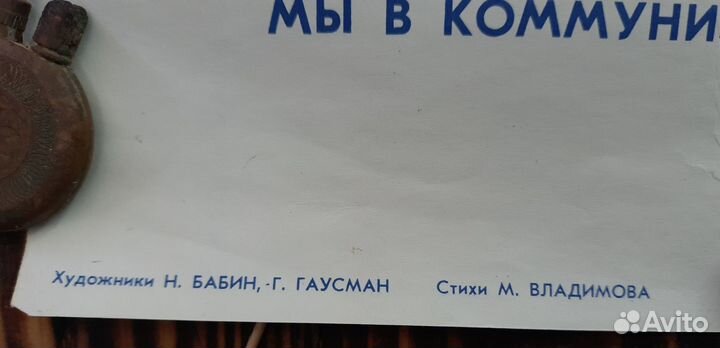 МЫ В КОММУНИ
Художники Н. БАБИН, Г. ГАУСМАН Стихи М. ВЛАДИМОВА
Avito